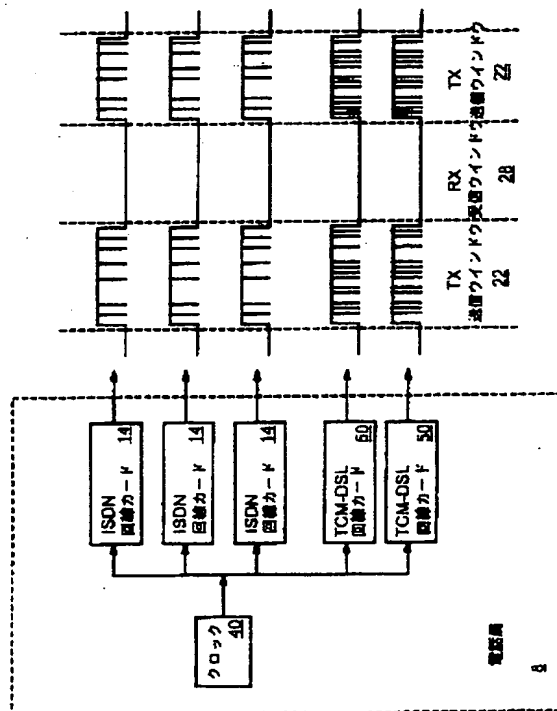 ISDN
回線カード 14
ISDN
回線カード 14
ISDN
回線カード 14
TCM-DSL
回線カード 50
TCM-DSL
回線カード 50
クロック
40
電話局
8
TX
送信ウインドウ
22
RX
受信ウインドウ
28
TX
送信ウインドウ
22